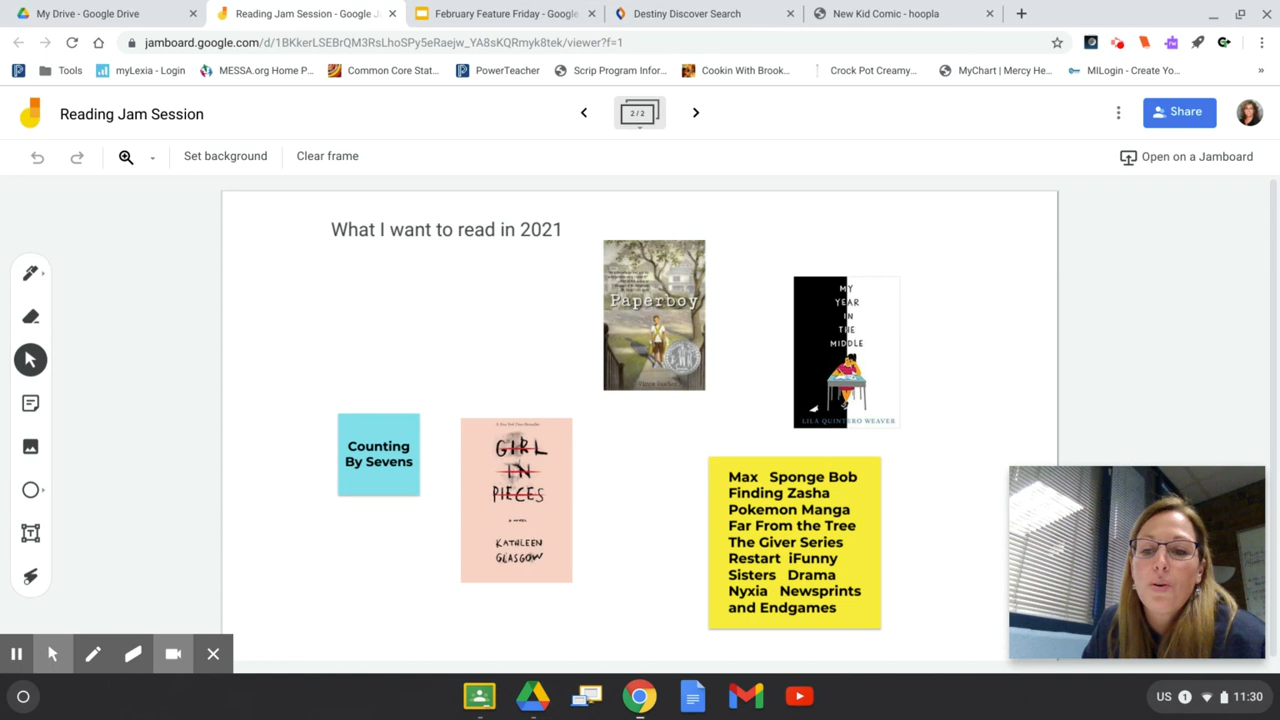 My Drive - Google Drive
Reading Jam Session - Google J
February Feature Friday - Google
Destiny Discover Search
New Kid Comic - hoopla
jamboard.google.com/d/1BKkerLSEBrQM3RsLhoSPy5eRaejw_YA8sKQRmyk8tek/viewer?f=1
Tools
myLexia - Login
MESSA.org Home P...
Common Core Stat...
PowerTeacher
Scrip Program Infor...
Cookin With Brook...
Crock Pot Creamy...
MyChart | Mercy He...
MILogin - Create Yo...
»
Reading Jam Session
2 / 2
Share
Set background
Clear frame
Open on a Jamboard
What I want to read in 2021
Paperboy
MY
YEAR
IN
THE
MIDDLE
LILA QUINTERO WEAVER
Counting
By Sevens
GIRL
IN
PIECES
A NOVEL
KATHLEEN
GLASGOW
Max Sponge Bob
Finding Zasha
Pokemon Manga
Far From the Tree
The Giver Series
Restart iFunny
Sisters Drama
Nyxia Newsprints
and Endgames
US 1 11:30